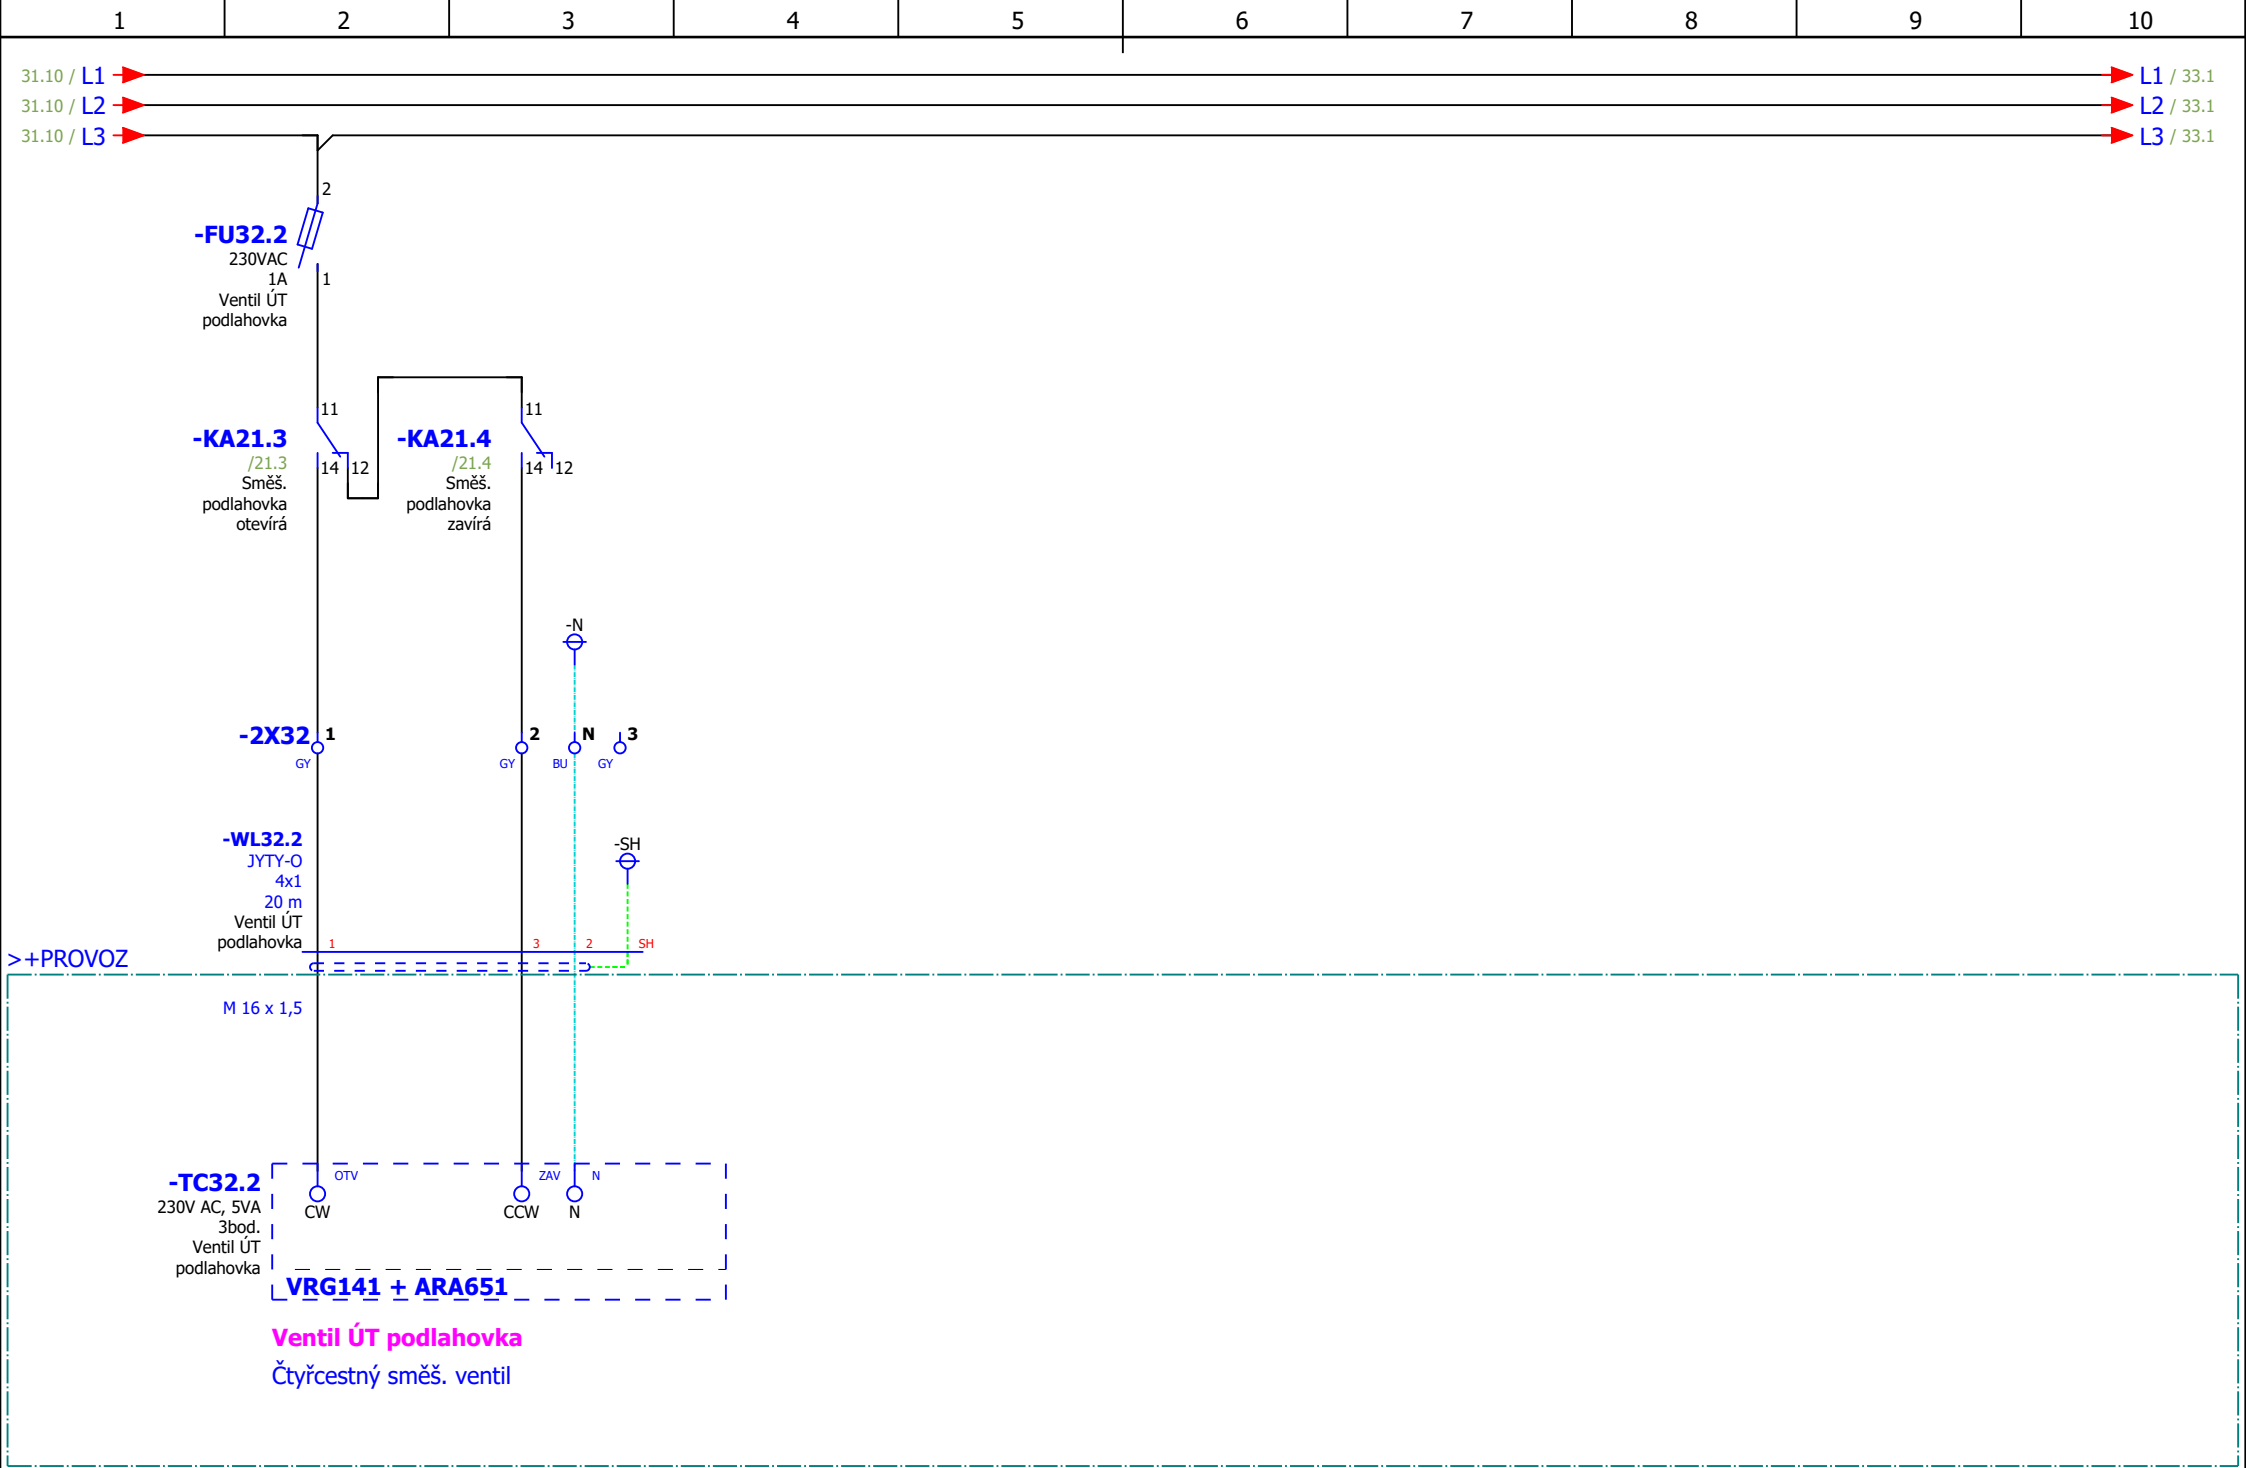 1 2 3 4 5 6 7 8 9 10
31.10 / L1 L1 / 33.1
31.10 / L2 L2 / 33.1
31.10 / L3 L3 / 33.1
2
-FU32.2
230VAC
1A
1
Ventil ÚT
podlahovka
11
-KA21.3
/21.3
14 12
Směš.
podlahovka
otevírá
11
-KA21.4
/21.4
14 12
Směš.
podlahovka
zavírá
-N
-2X32 1 2 N 3
GY GY BU GY
-WL32.2
JYTY-O
4x1
20 m
Ventil ÚT
podlahovka
-SH
1 3 2 SH
>+PROVOZ
M 16 x 1,5
-TC32.2
230V AC, 5VA
3bod.
Ventil ÚT
podlahovka
OTV ZAV N
CW CCW N
VRG141 + ARA651
Ventil ÚT podlahovka
Čtyřcestný směš. ventil